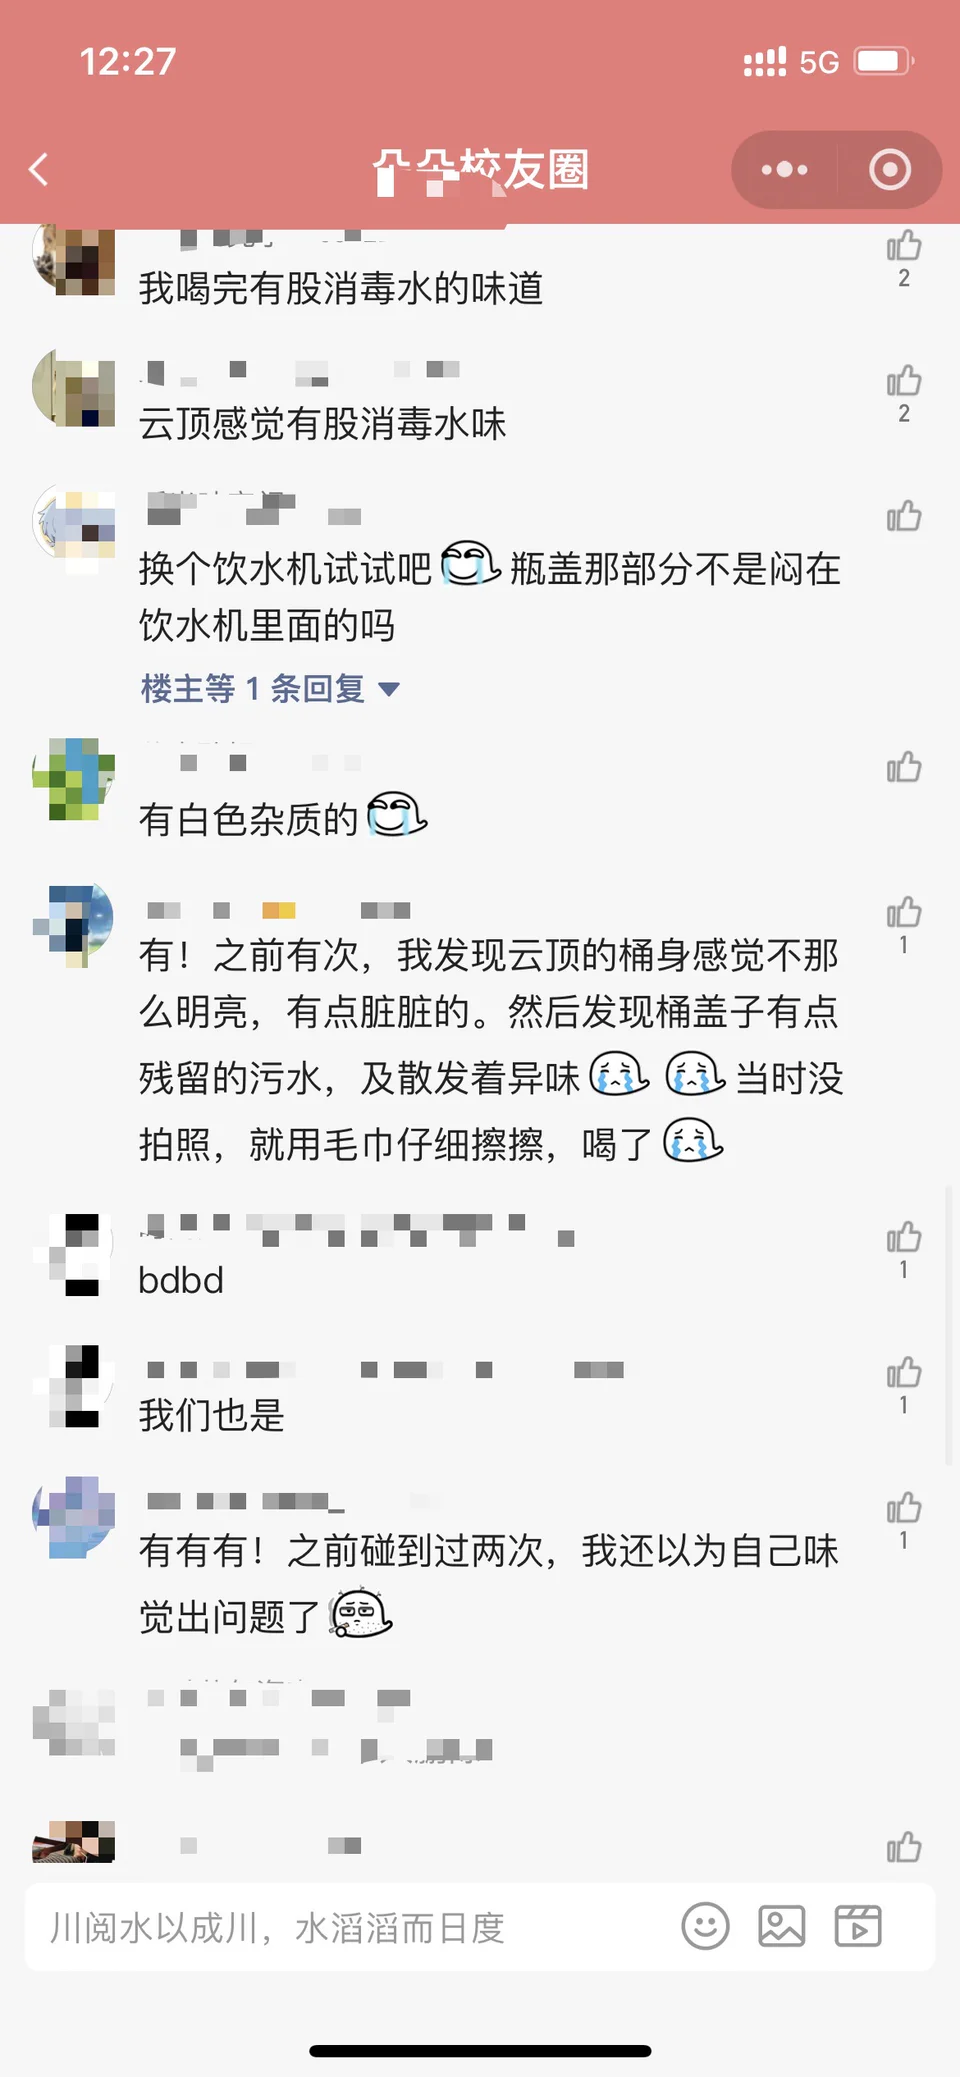 12:27
5G
朵朵校友圈
2
我喝完有股消毒水的味道
2
云顶感觉有股消毒水味
换个饮水机试试吧瓶盖那部分不是闷在
饮水机里面的吗
楼主等 1 条回复
有白色杂质的
有！之前有次，我发现云顶的桶身感觉不那
1
么明亮，有点脏脏的。然后发现桶盖子有点
残留的污水，及散发着异味当时没
拍照，就用毛巾仔细擦擦，喝了
bdbd
1
我们也是
1
有有有！之前碰到过两次，我还以为自己味
1
觉出问题了
川阅水以成川，水滔滔而日度